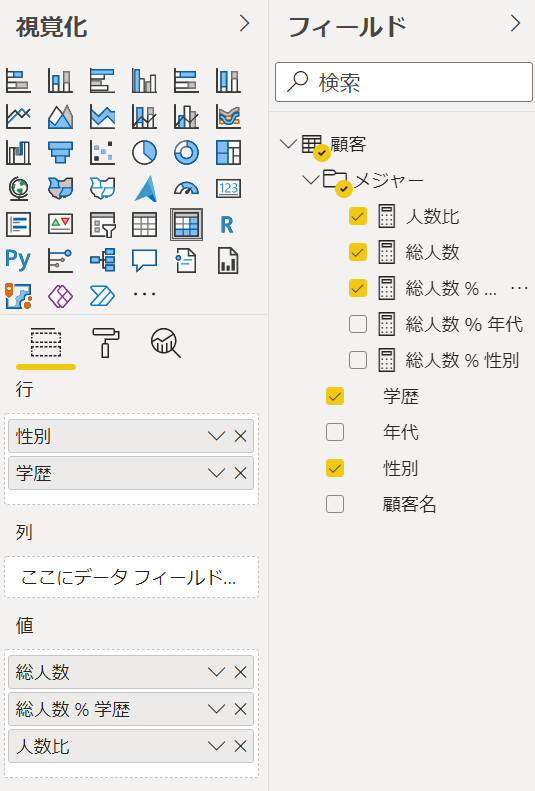 視覚化
123
R
Py
行
性別
学歴
列
ここにデータ フィールド...
値
総人数
総人数 % 学歴
人数比
フィールド
検索
顧客
メジャー
人数比
総人数
総人数 % ...
総人数 % 年代
総人数 % 性別
学歴
年代
性別
顧客名